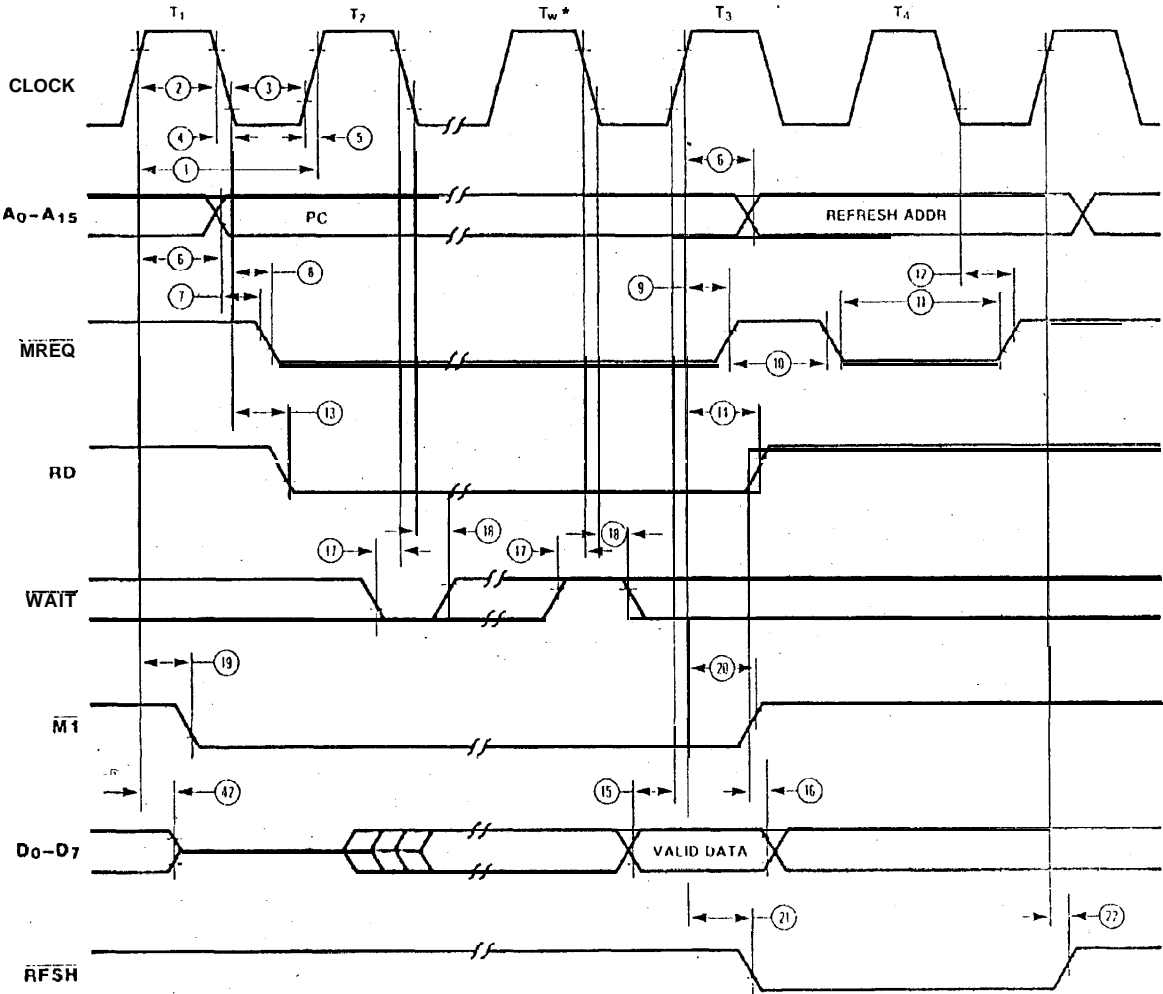 T1 T2 Tw* T3 T4
CLOCK
2 3
4 5
1 6
A0–A15 PC REFRESH ADDR
6 8 12
7 9 11
MREQ
10
13 14
RD
17 18 17 18
WAIT
19 20
M1
42 15 16
D0–D7 VALID DATA
21 22
RFSH